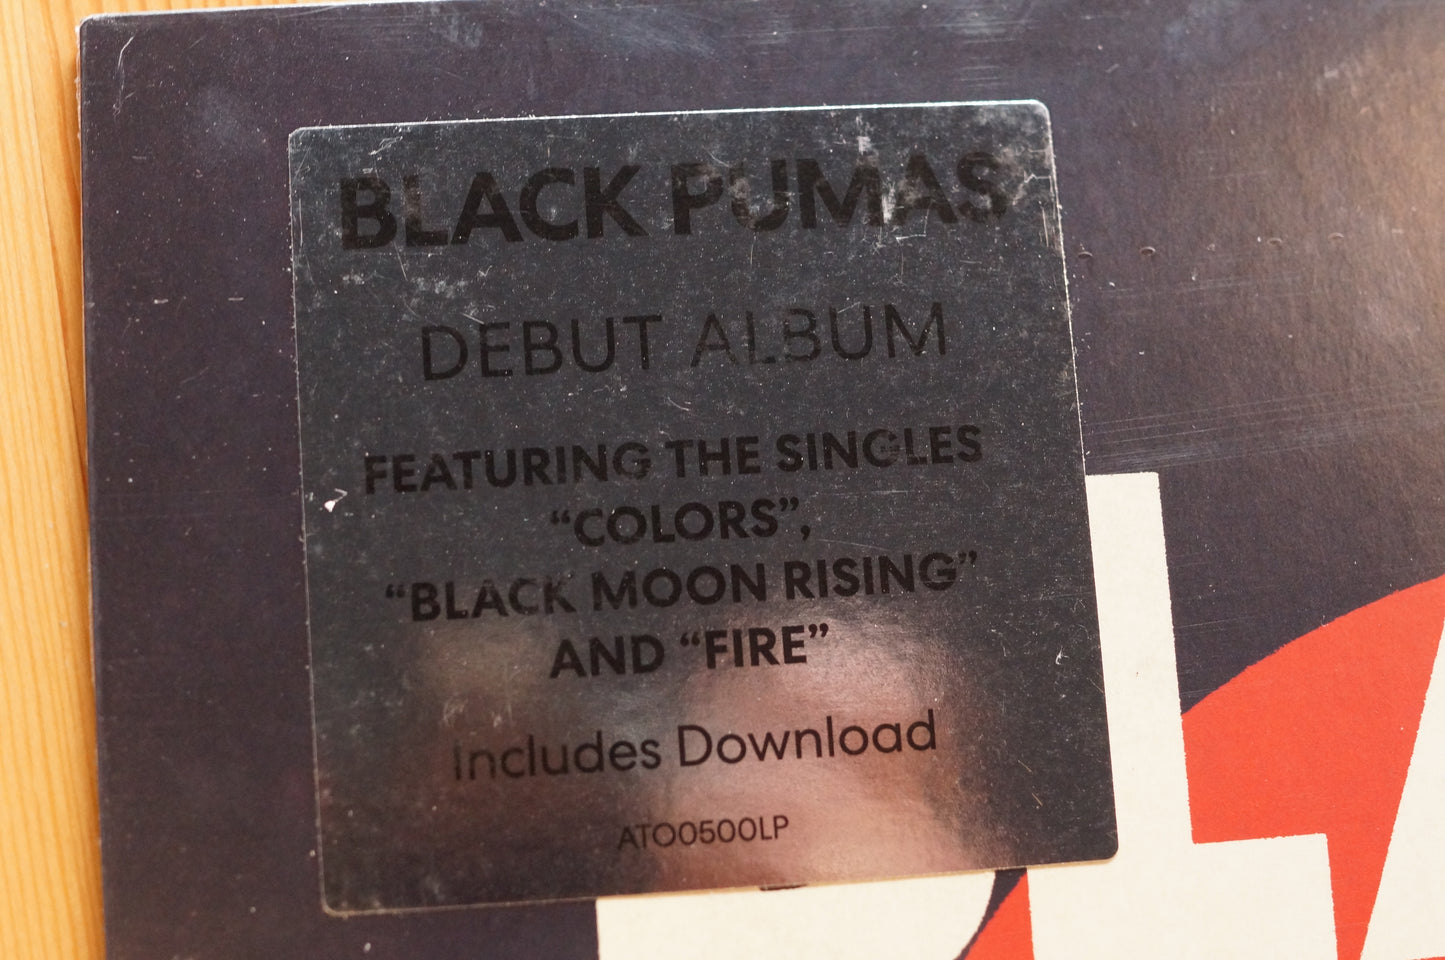 BLACK PUMAS
DEBUT ALBUM
FEATURING THE SINGLES
“COLORS”,
“BLACK MOON RISING”
AND “FIRE”
Includes Download
ATO0500LP